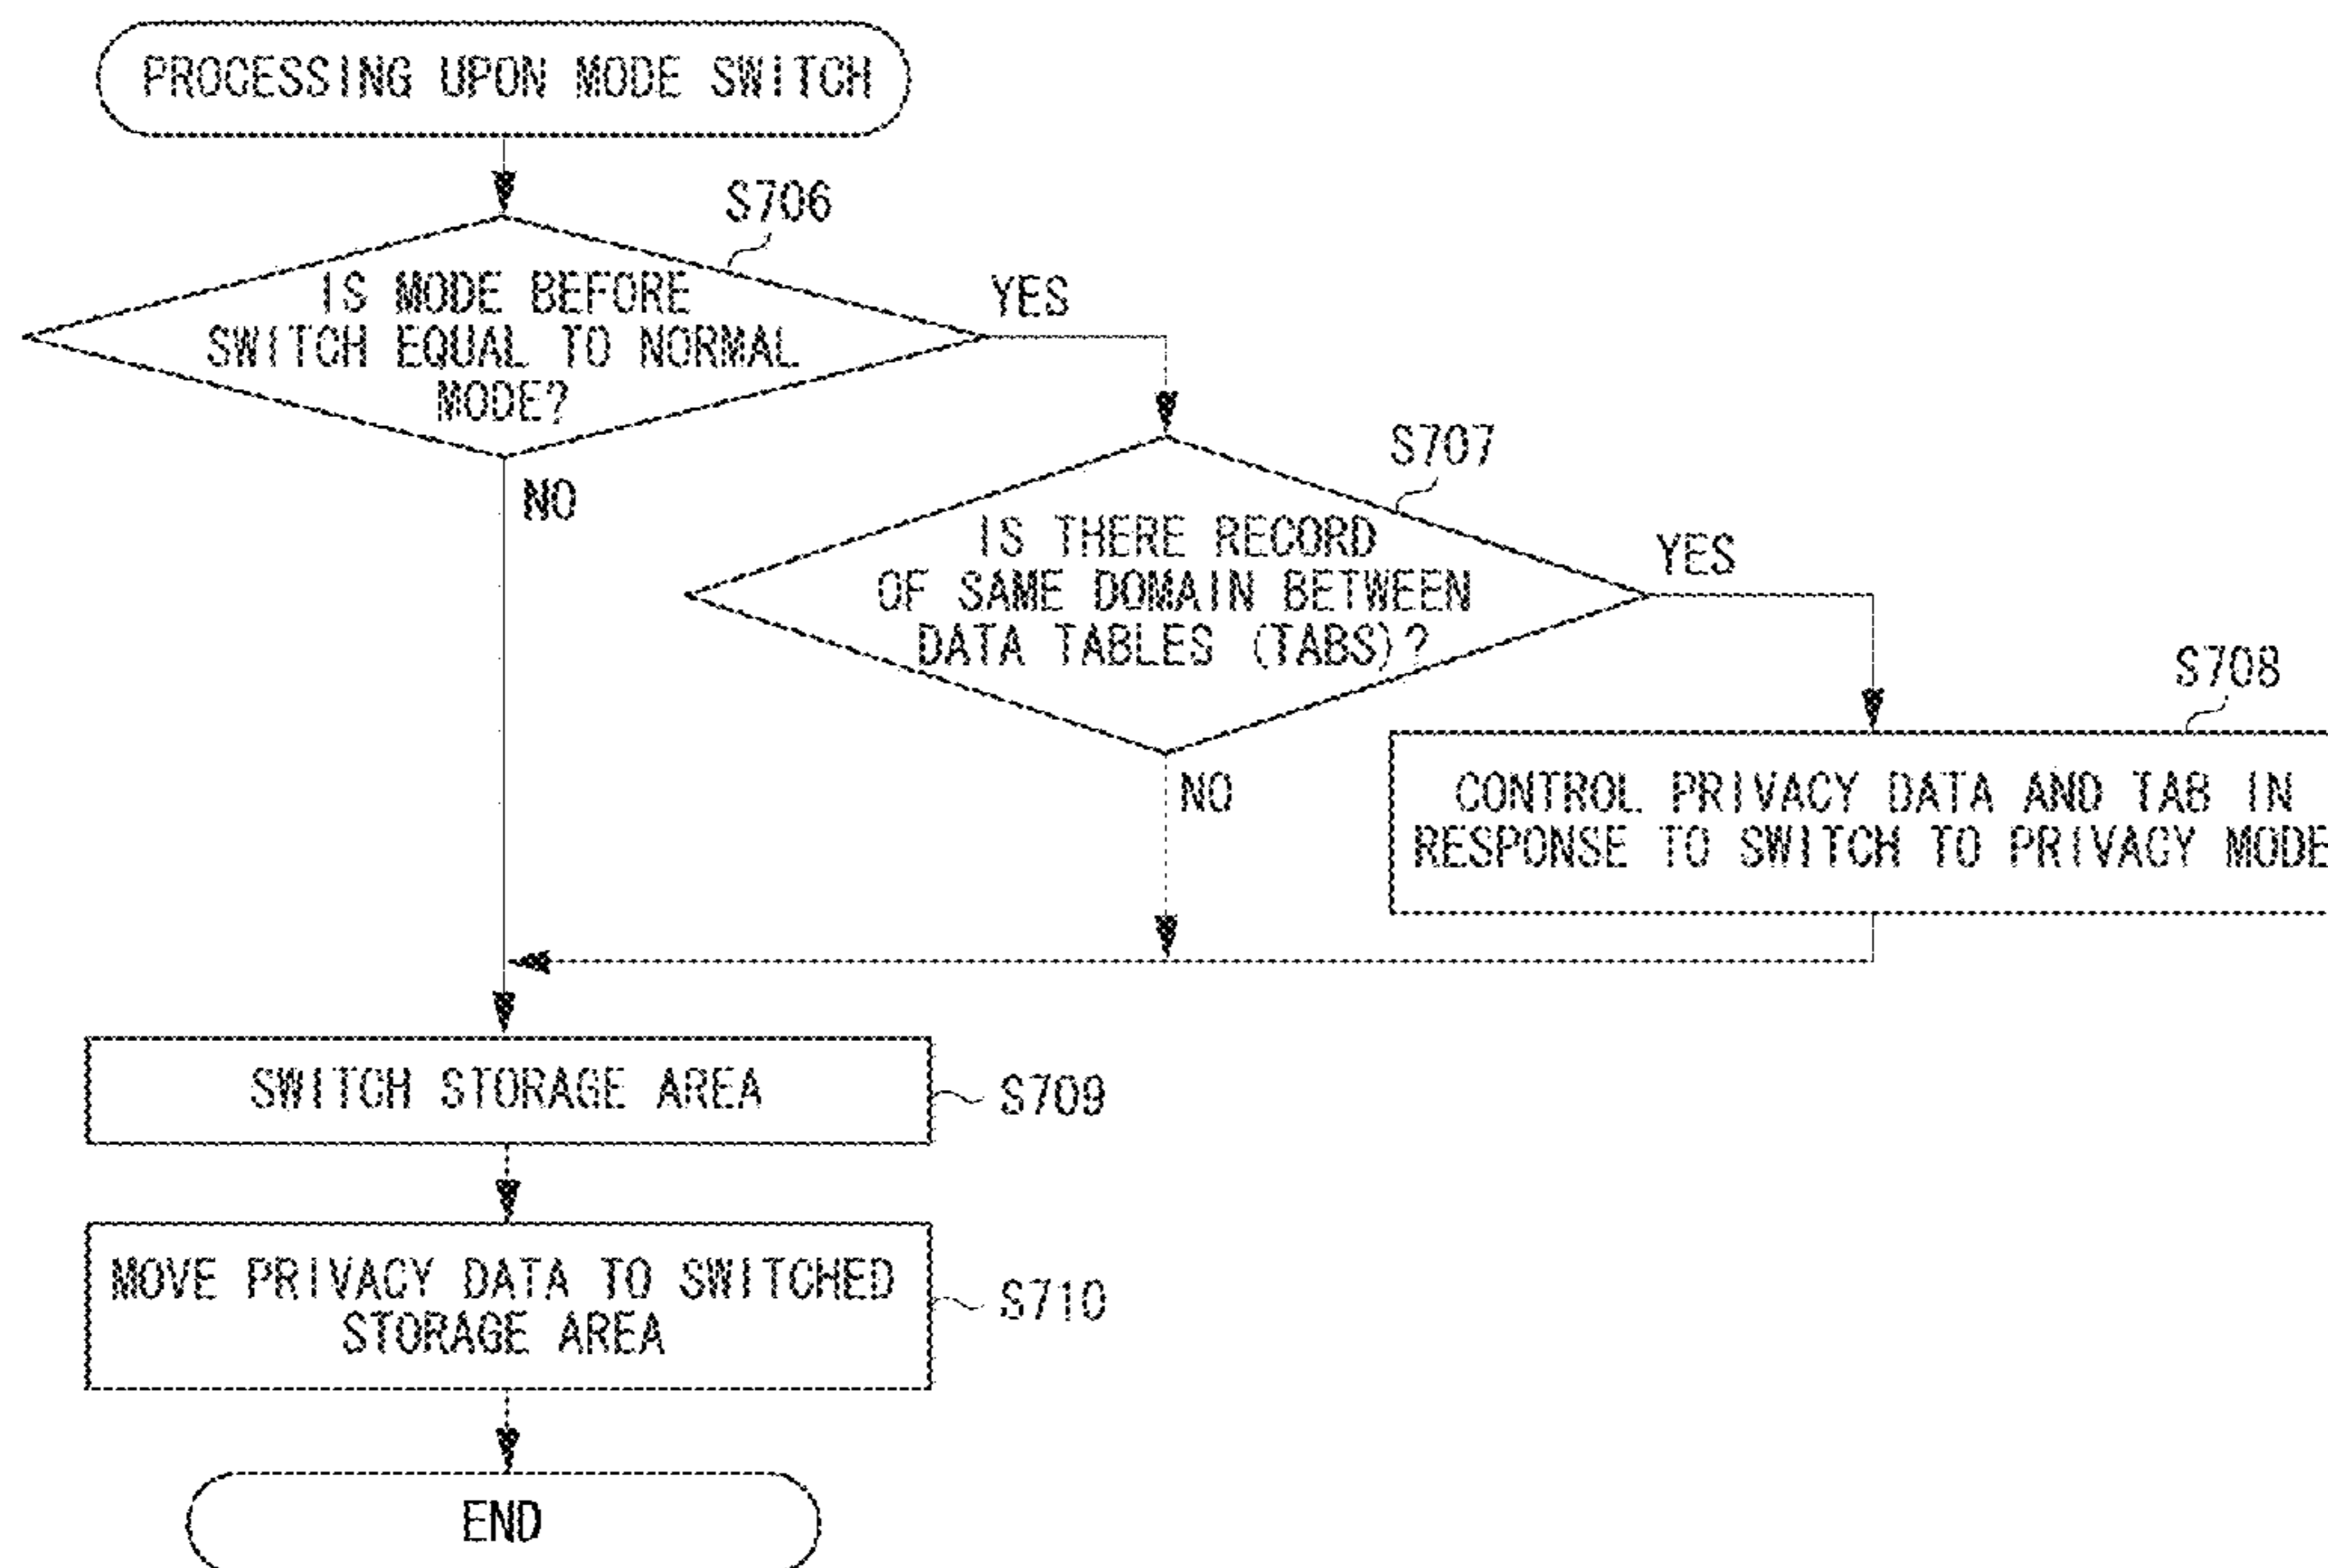 PROCESSING UPON MODE SWITCH
S706
IS MODE BEFORE
SWITCH EQUAL TO NORMAL
MODE?
YES
NO
S707
IS THERE RECORD
OF SAME DOMAIN BETWEEN
DATA TABLES (TABS)?
YES
NO
S708
CONTROL PRIVACY DATA AND TAB IN
RESPONSE TO SWITCH TO PRIVACY MODE
SWITCH STORAGE AREA
S709
MOVE PRIVACY DATA TO SWITCHED
STORAGE AREA
S710
END